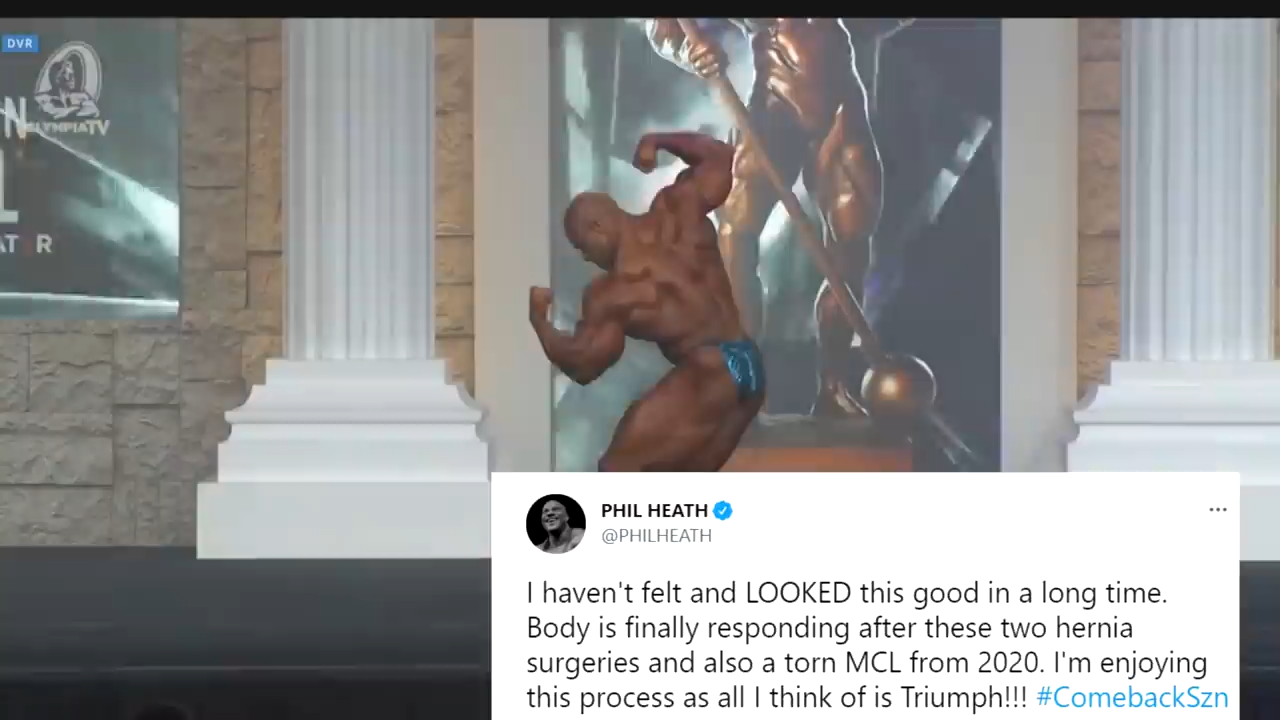 DVR
N
OLYMPIATV
L
AT R
PHIL HEATH
@PHILHEATH
I haven't felt and LOOKED this good in a long time.
Body is finally responding after these two hernia
surgeries and also a torn MCL from 2020. I'm enjoying
this process as all I think of is Triumph!!! #ComebackSzn